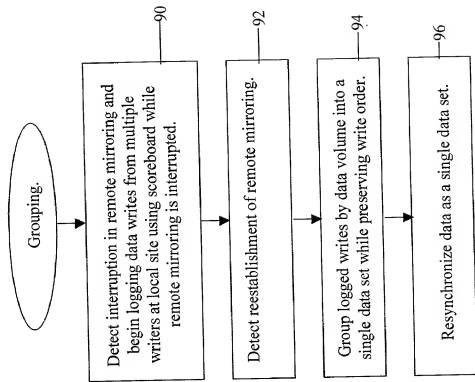 Grouping.
Detect interruption in remote mirroring and
begin logging data writes from multiple
writers at local site using scoreboard while
remote mirroring is interrupted.
90
Detect reestablishment of remote mirroring.
92
Group logged writes by data volume into a
single data set while preserving write order.
94
Resynchronize data as a single data set.
96